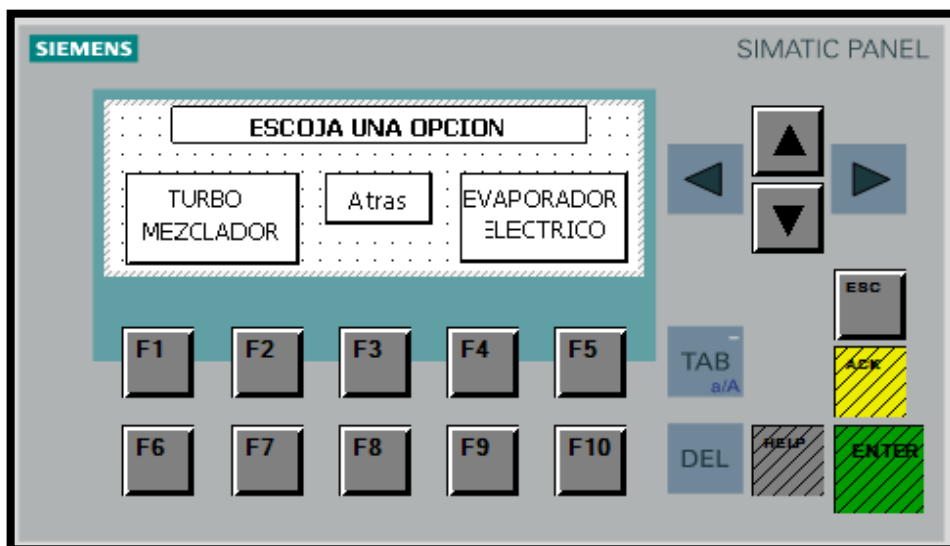 SIEMENS
SIMATIC PANEL
ESCOJA UNA OPCION
TURBO
MEZCLADOR
Atras
EVAPORADOR
ELECTRICO
ESC
F1 F2 F3 F4 F5
TAB
a/A
ACK
F6 F7 F8 F9 F10
DEL
HELP
ENTER